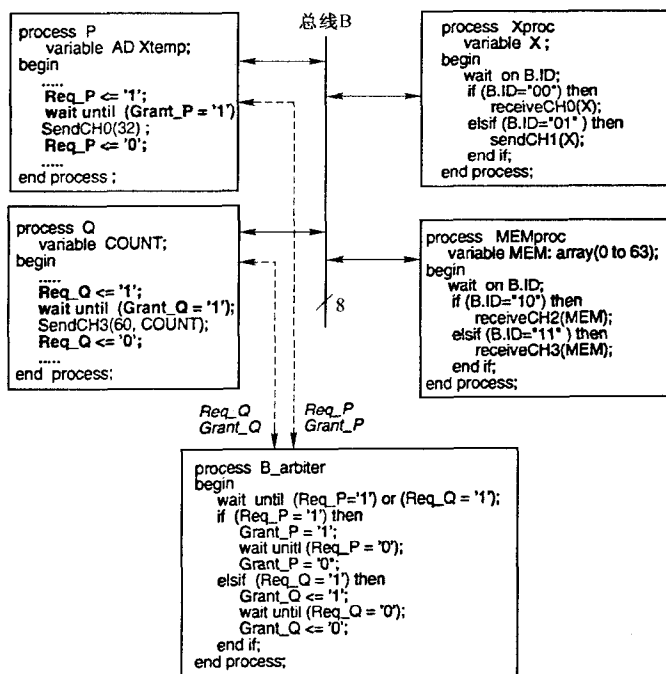 总线B
process P
variable AD Xtemp;
begin
.....
Req_P <= '1';
wait until (Grant_P = '1')
SendCH0(32) ;
Req_P <= '0';
.....
end process ;
process Xproc
variable X ;
begin
wait on B.ID;
if (B.ID="00") then
receiveCH0(X);
elsif (B.ID="01" ) then
sendCH1(X);
end if;
end process;
process Q
variable COUNT;
begin
.....
Req_Q <= '1';
wait until (Grant_Q = '1');
SendCH3(60, COUNT);
Req_Q <= '0';
.....
end process;
process MEMproc
variable MEM: array(0 to 63);
begin
wait on B.ID;
if (B.ID="10") then
receiveCH2(MEM);
elsif (B.ID="11" ) then
receiveCH3(MEM);
end if;
end process;
8
Req_Q
Grant_Q
Req_P
Grant_P
process B_arbiter
begin
wait until (Req_P='1') or (Req_Q = '1');
if (Req_P = '1') then
Grant_P = '1';
wait unitl (Req_P = '0');
Grant_P = '0";
elsif (Req_Q = '1') then
Grant_Q <= '1';
wait until (Req_Q = '0');
Grant_Q <= '0';
end if;
end process;